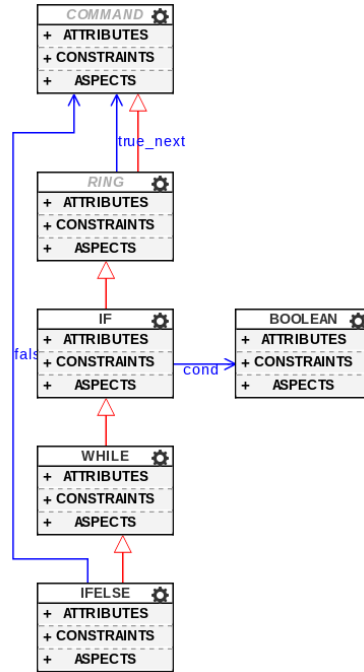 COMMAND
+ ATTRIBUTES
+ CONSTRAINTS
+ ASPECTS
true_next
RING
+ ATTRIBUTES
+ CONSTRAINTS
+ ASPECTS
IF
+ ATTRIBUTES
+ CONSTRAINTS
+ ASPECTS
fals
cond
BOOLEAN
+ ATTRIBUTES
+ CONSTRAINTS
+ ASPECTS
WHILE
+ ATTRIBUTES
+ CONSTRAINTS
+ ASPECTS
IFELSE
+ ATTRIBUTES
+ CONSTRAINTS
+ ASPECTS